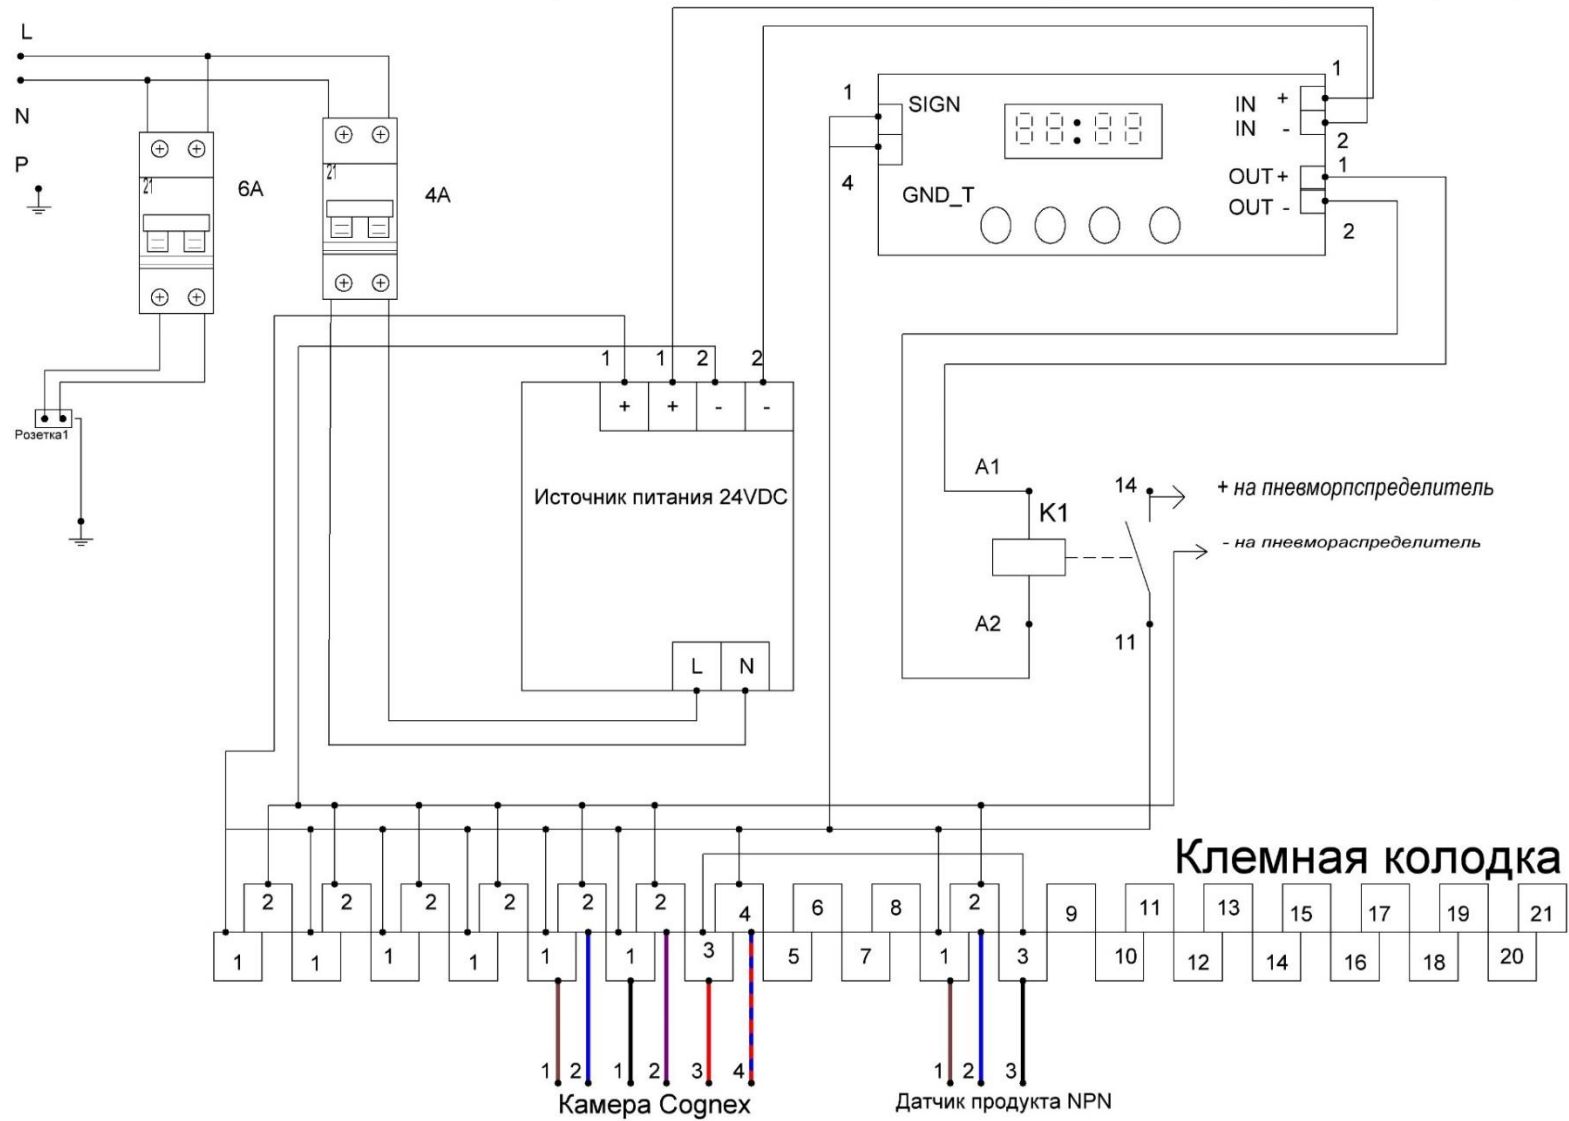 L
N
P
21
6A
21
4A
1
SIGN
4
GND_T
88:88
IN +
IN -
1
2
OUT+
OUT -
1
2
1 1 2 2
+ + - -
Источник питания 24VDC
L N
Розетка1
A1
K1
A2
14
11
+ на пневморпспределитель
- на пневмораспределитель
Клемная колодка
2 2 2 2 2 2 4 6 8 2 9 11 13 15 17 19 21
1 1 1 1 1 1 3 5 7 1 3 10 12 14 16 18 20
1 2 1 2 3 4
Камера Cognex
1 2 3
Датчик продукта NPN